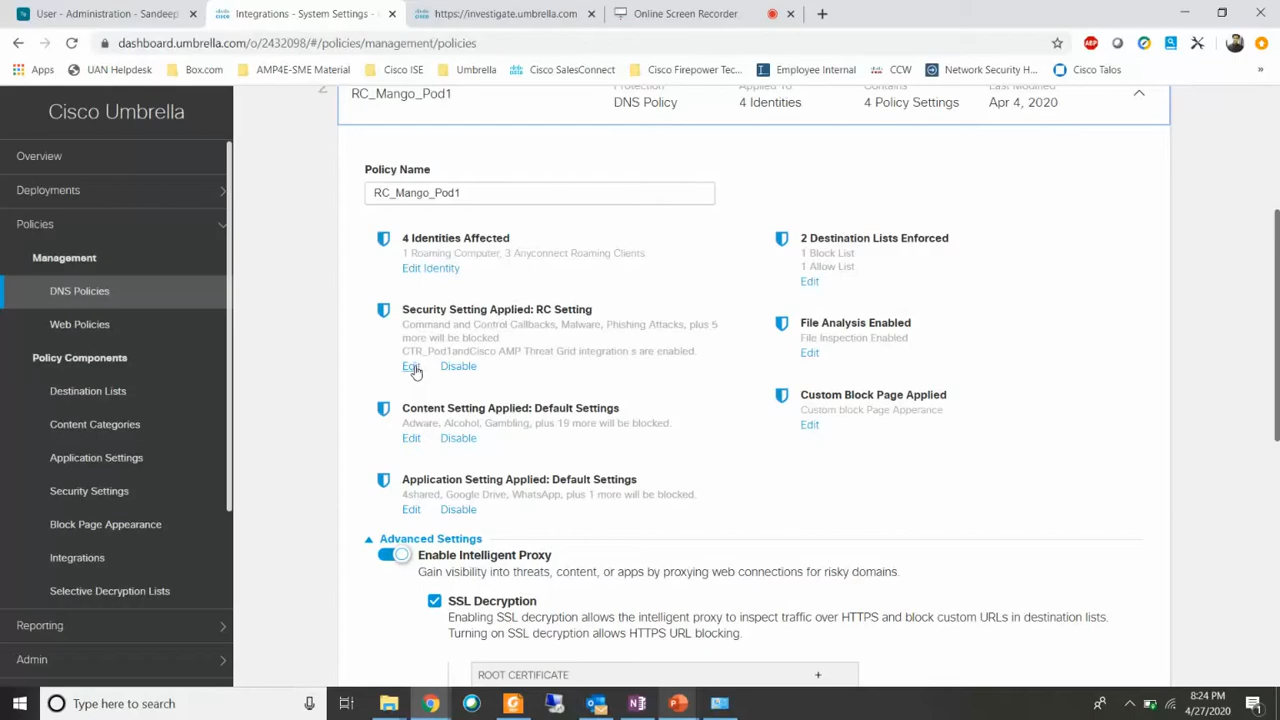 User - Administration - Sandeep
Integrations - System Settings -
https://investigate.umbrella.com
Online Screen Recorder
dashboard.umbrella.com/o/2432098/#/policies/management/policies
ABP
Apps
UAN Helpdesk
Box.com
AMP4E-SME Material
Cisco ISE
Umbrella
Cisco SalesConnect
Cisco Firepower Tec...
Employee Internal
CCW
Network Security H...
Cisco Talos
»
Cisco Umbrella
Overview
Deployments
Policies
Management
DNS Policies
Web Policies
Policy Components
Destination Lists
Content Categories
Application Settings
Security Settings
Block Page Appearance
Integrations
Selective Decryption Lists
Reporting
Admin
2
RC_Mango_Pod1
Protection
DNS Policy
Applied To
4 Identities
Contains
4 Policy Settings
Last Modified
Apr 4, 2020
Policy Name
RC_Mango_Pod1
4 Identities Affected
1 Roaming Computer, 3 Anyconnect Roaming Clients
Edit Identity
Security Setting Applied: RC Setting
Command and Control Callbacks, Malware, Phishing Attacks, plus 5
more will be blocked
CTR_Pod1andCisco AMP Threat Grid integration s are enabled.
Edit Disable
Content Setting Applied: Default Settings
Adware, Alcohol, Gambling, plus 19 more will be blocked.
Edit Disable
Application Setting Applied: Default Settings
4shared, Google Drive, WhatsApp, plus 1 more will be blocked.
Edit Disable
2 Destination Lists Enforced
1 Block List
1 Allow List
Edit
File Analysis Enabled
File Inspection Enabled
Edit
Custom Block Page Applied
Custom block Page Apperance
Edit
Advanced Settings
Enable Intelligent Proxy
Gain visibility into threats, content, or apps by proxying web connections for risky domains.
SSL Decryption
Enabling SSL decryption allows the intelligent proxy to inspect traffic over HTTPS and block custom URLs in destination lists.
Turning on SSL decryption allows HTTPS URL blocking.
ROOT CERTIFICATE +
Type here to search
8:24 PM
4/27/2020